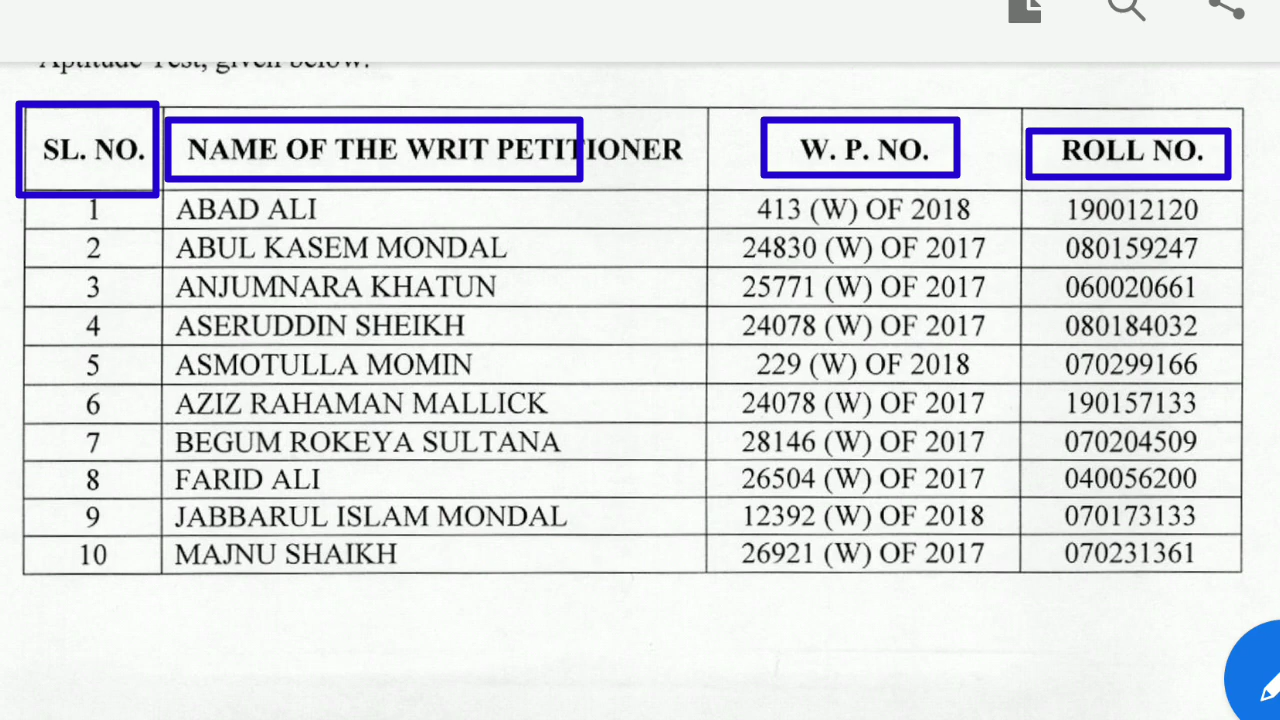 Aptitude Test, given below:
SL. NO. NAME OF THE WRIT PETITIONER W. P. NO. ROLL NO.
1 ABAD ALI 413 (W) OF 2018 190012120
2 ABUL KASEM MONDAL 24830 (W) OF 2017 080159247
3 ANJUMNARA KHATUN 25771 (W) OF 2017 060020661
4 ASERUDDIN SHEIKH 24078 (W) OF 2017 080184032
5 ASMOTULLA MOMIN 229 (W) OF 2018 070299166
6 AZIZ RAHAMAN MALLICK 24078 (W) OF 2017 190157133
7 BEGUM ROKEYA SULTANA 28146 (W) OF 2017 070204509
8 FARID ALI 26504 (W) OF 2017 040056200
9 JABBARUL ISLAM MONDAL 12392 (W) OF 2018 070173133
10 MAJNU SHAIKH 26921 (W) OF 2017 070231361